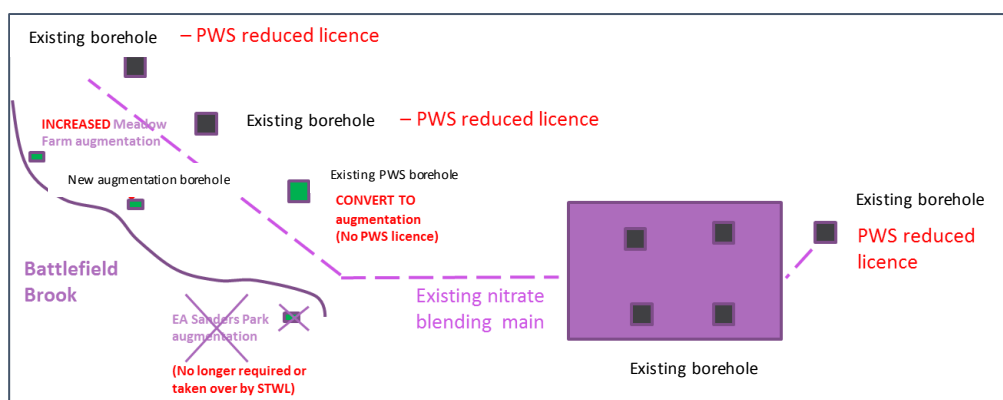 Existing borehole – PWS reduced licence
Existing borehole – PWS reduced licence
INCREASED Meadow
Farm augmentation
New augmentation borehole
Existing PWS borehole
CONVERT TO
augmentation
(No PWS licence)
Existing borehole
PWS reduced
licence
Battlefield
Brook
Existing nitrate
blending main
EA Sanders Park
augmentation
(No longer required or
taken over by STWL)
Existing borehole